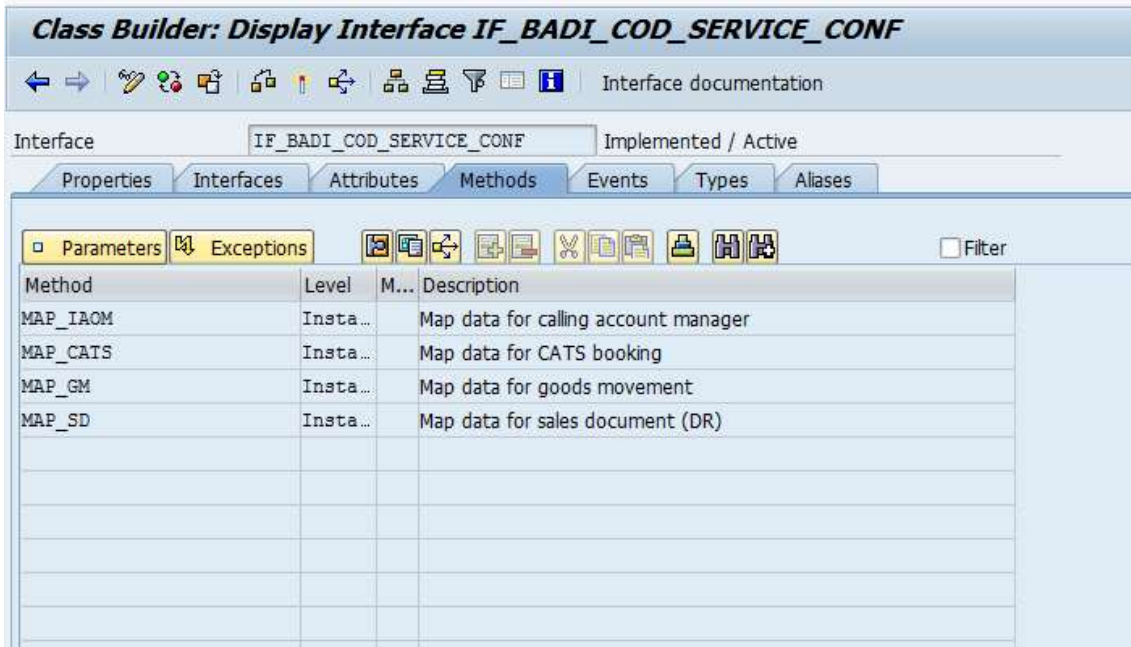 Class Builder: Display Interface IF_BADI_COD_SERVICE_CONF
Interface documentation
Interface IF_BADI_COD_SERVICE_CONF Implemented / Active
Properties Interfaces Attributes Methods Events Types Aliases
Parameters Exceptions Filter
Method Level M... Description
MAP_IAOM Insta… Map data for calling account manager
MAP_CATS Insta… Map data for CATS booking
MAP_GM Insta… Map data for goods movement
MAP_SD Insta… Map data for sales document (DR)